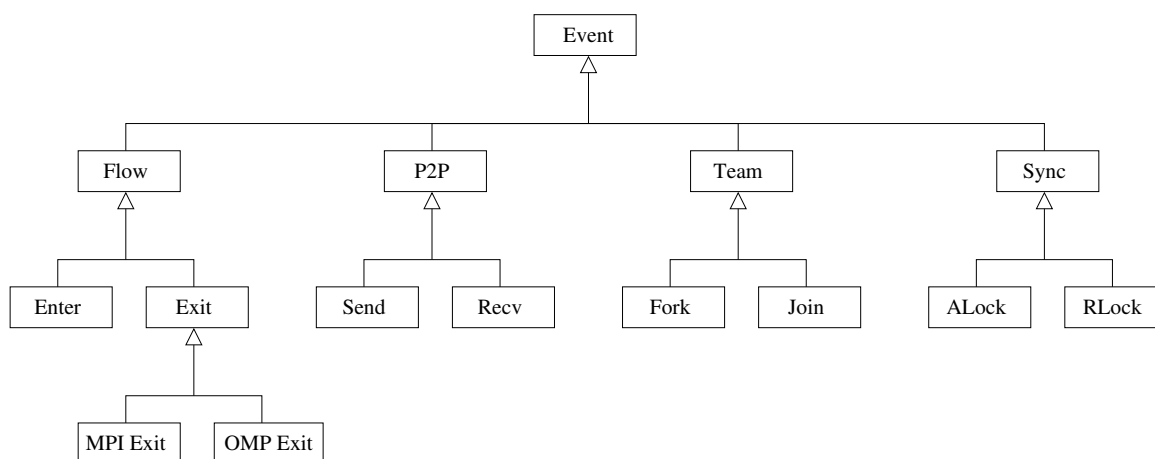 Event
Flow
P2P
Team
Sync
Enter
Exit
Send
Recv
Fork
Join
ALock
RLock
MPI Exit
OMP Exit